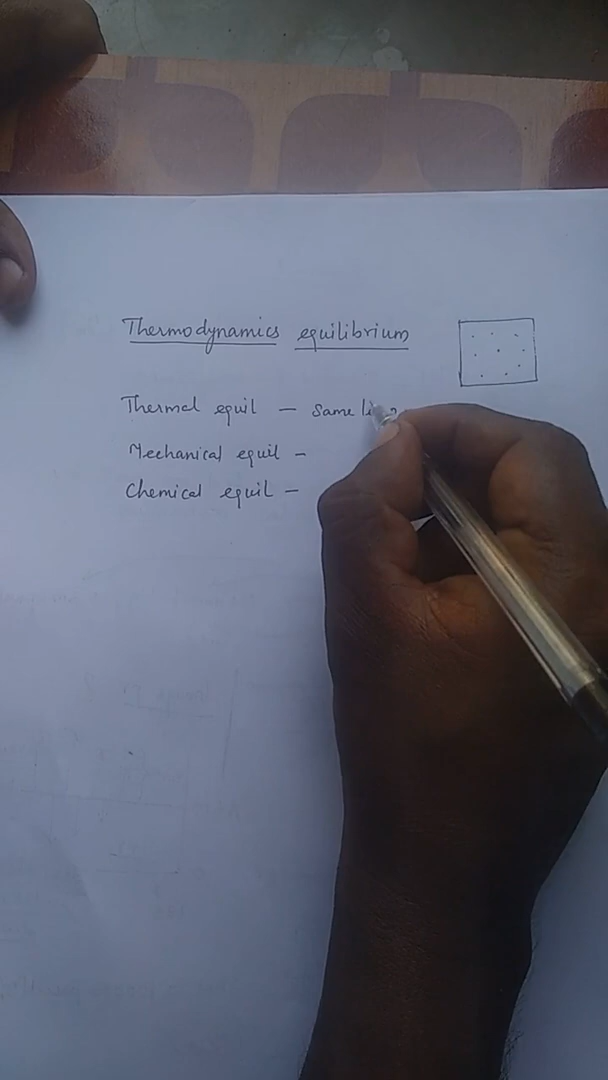 Thermodynamics equilibrium
Thermal equil - Same
Mechanical equil -
Chemical equil -